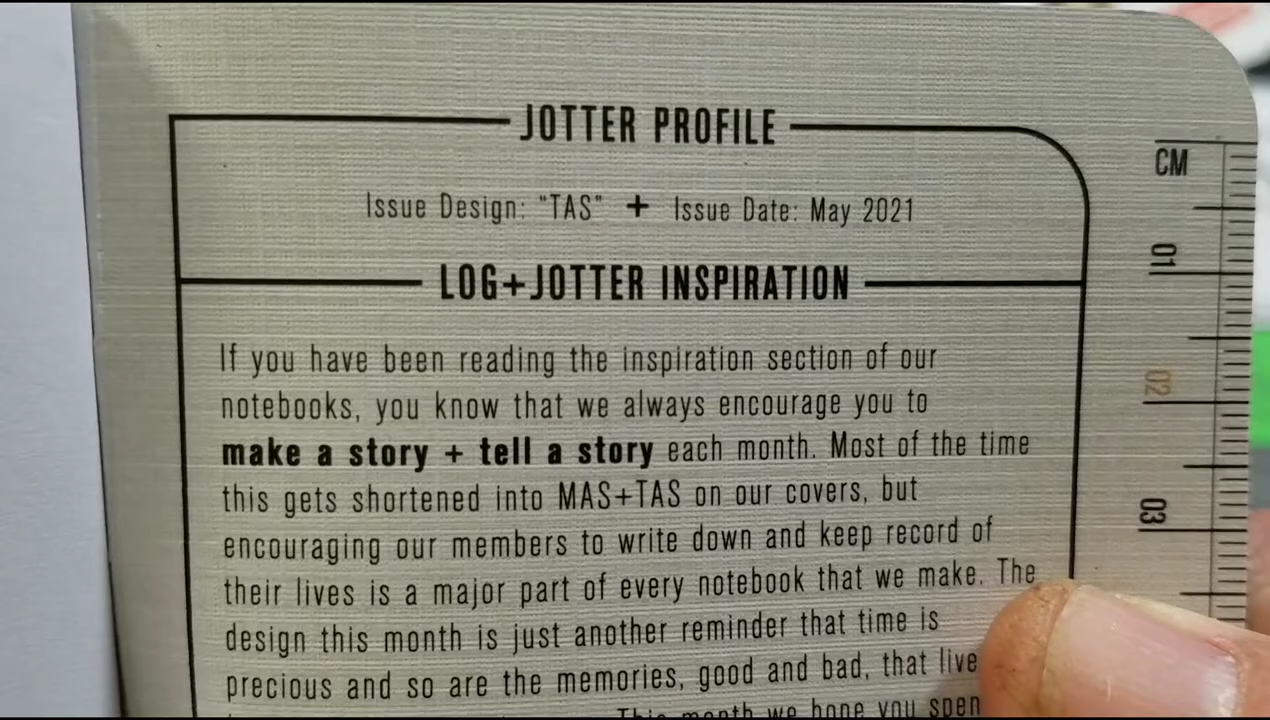 JOTTER PROFILE
Issue Design: "TAS" + Issue Date: May 2021
LOG+JOTTER INSPIRATION
If you have been reading the inspiration section of our
notebooks, you know that we always encourage you to
make a story + tell a story each month. Most of the time
this gets shortened into MAS+TAS on our covers, but
encouraging our members to write down and keep record of
their lives is a major part of every notebook that we make. The
design this month is just another reminder that time is
precious and so are the memories, good and bad, that live
This month we hope you
CM
01
02
03